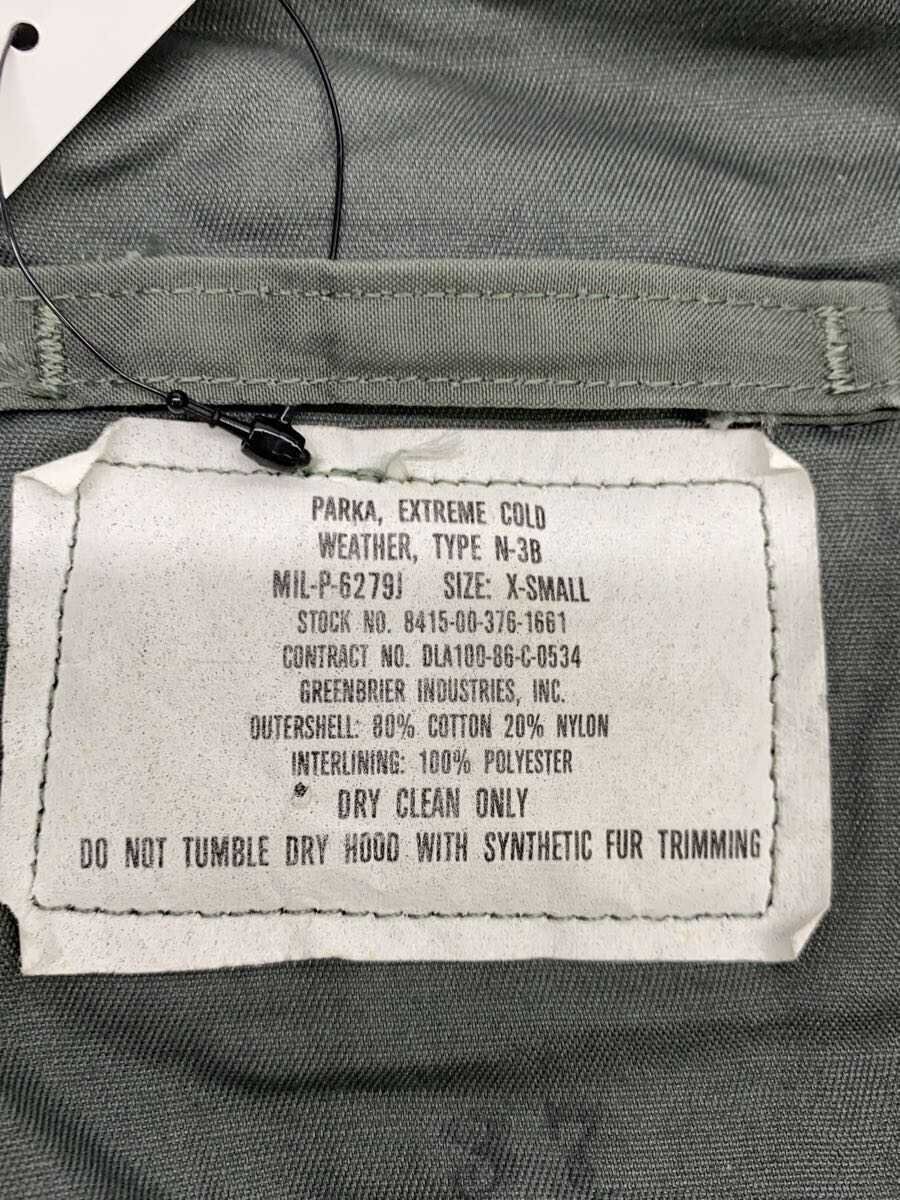 PARKA, EXTREME COLD
WEATHER, TYPE N-3B
MIL-P-6279J SIZE: X-SMALL
STOCK NO. 8415-00-376-1661
CONTRACT NO. DLA100-86-C-0534
GREENBRIER INDUSTRIES, INC.
OUTERSHELL: 80% COTTON 20% NYLON
INTERLINING: 100% POLYESTER
DRY CLEAN ONLY
DO NOT TUMBLE DRY HOOD WITH SYNTHETIC FUR TRIMMING